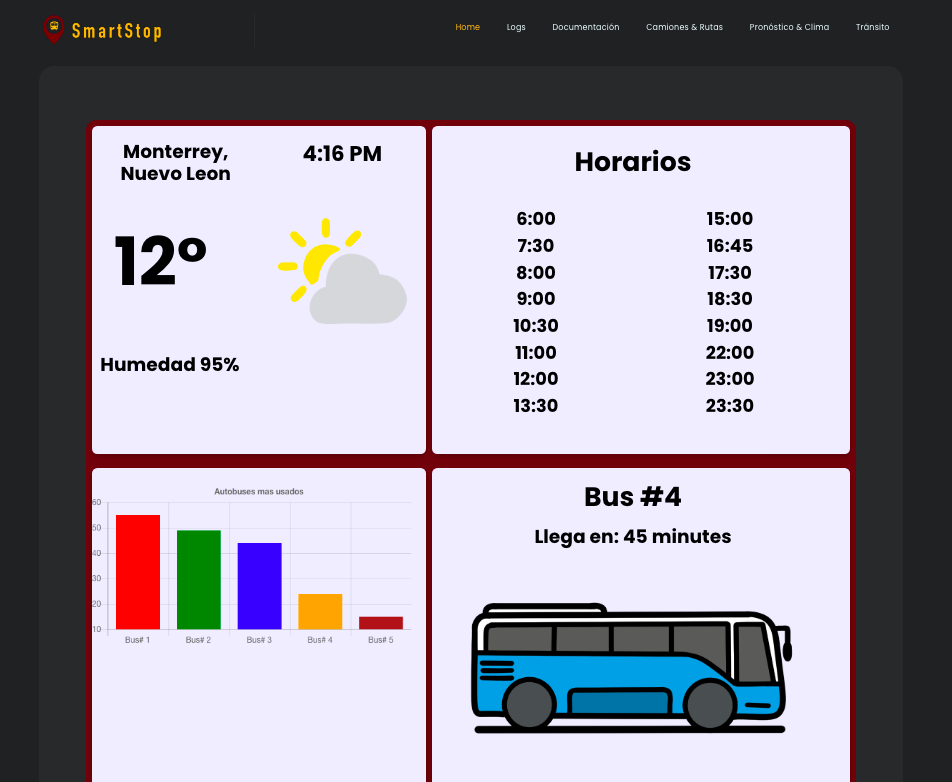 SmartStop
Home Logs Documentación Camiones & Rutas Pronóstico & Clima Tránsito
Monterrey,
Nuevo Leon
4:16 PM
12°
Humedad 95%
Horarios
6:00 15:00
7:30 16:45
8:00 17:30
9:00 18:30
10:30 19:00
11:00 22:00
12:00 23:00
13:30 23:30
Autobuses mas usados
60
50
40
30
20
10
Bus# 1 Bus# 2 Bus# 3 Bus# 4 Bus# 5
Bus #4
Llega en: 45 minutes